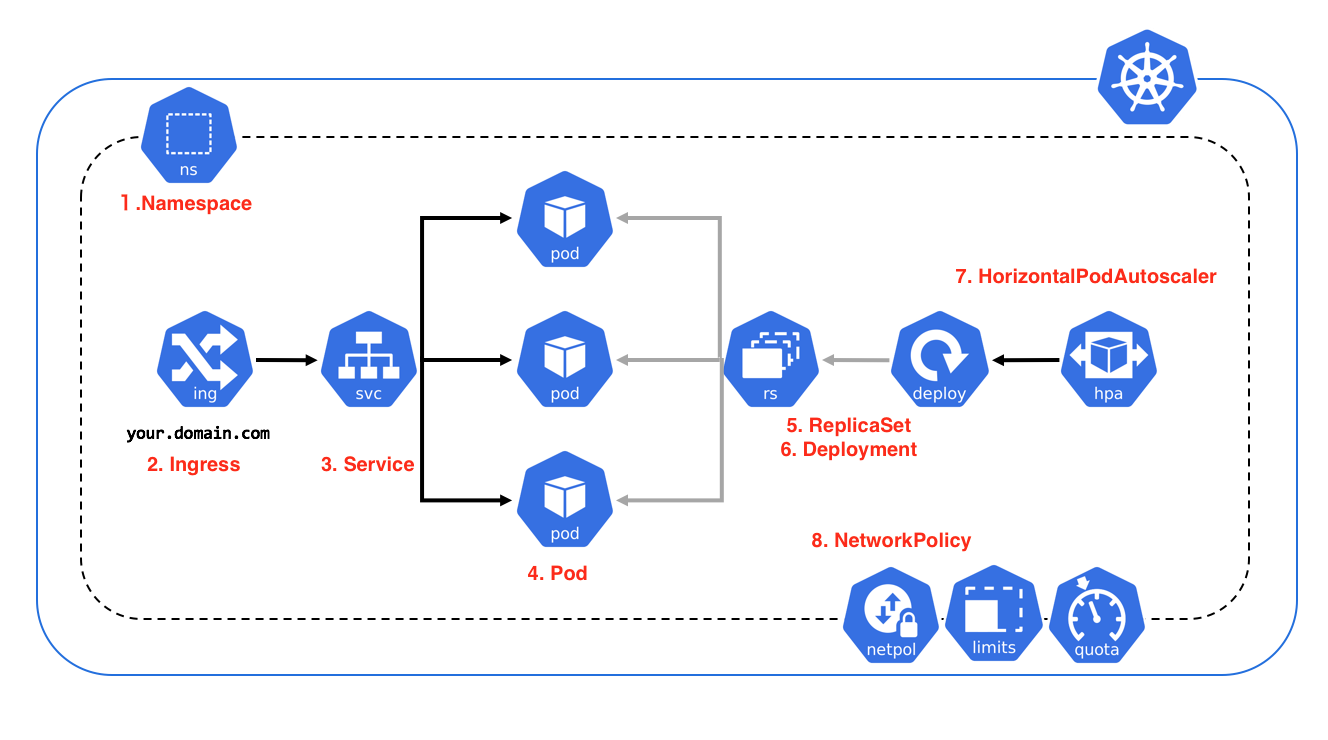 ns
1.Namespace
pod
7. HorizontalPodAutoscaler
ing
svc
pod
rs
deploy
hpa
your.domain.com
2. Ingress
3. Service
5. ReplicaSet
6. Deployment
pod
4. Pod
8. NetworkPolicy
netpol
limits
quota